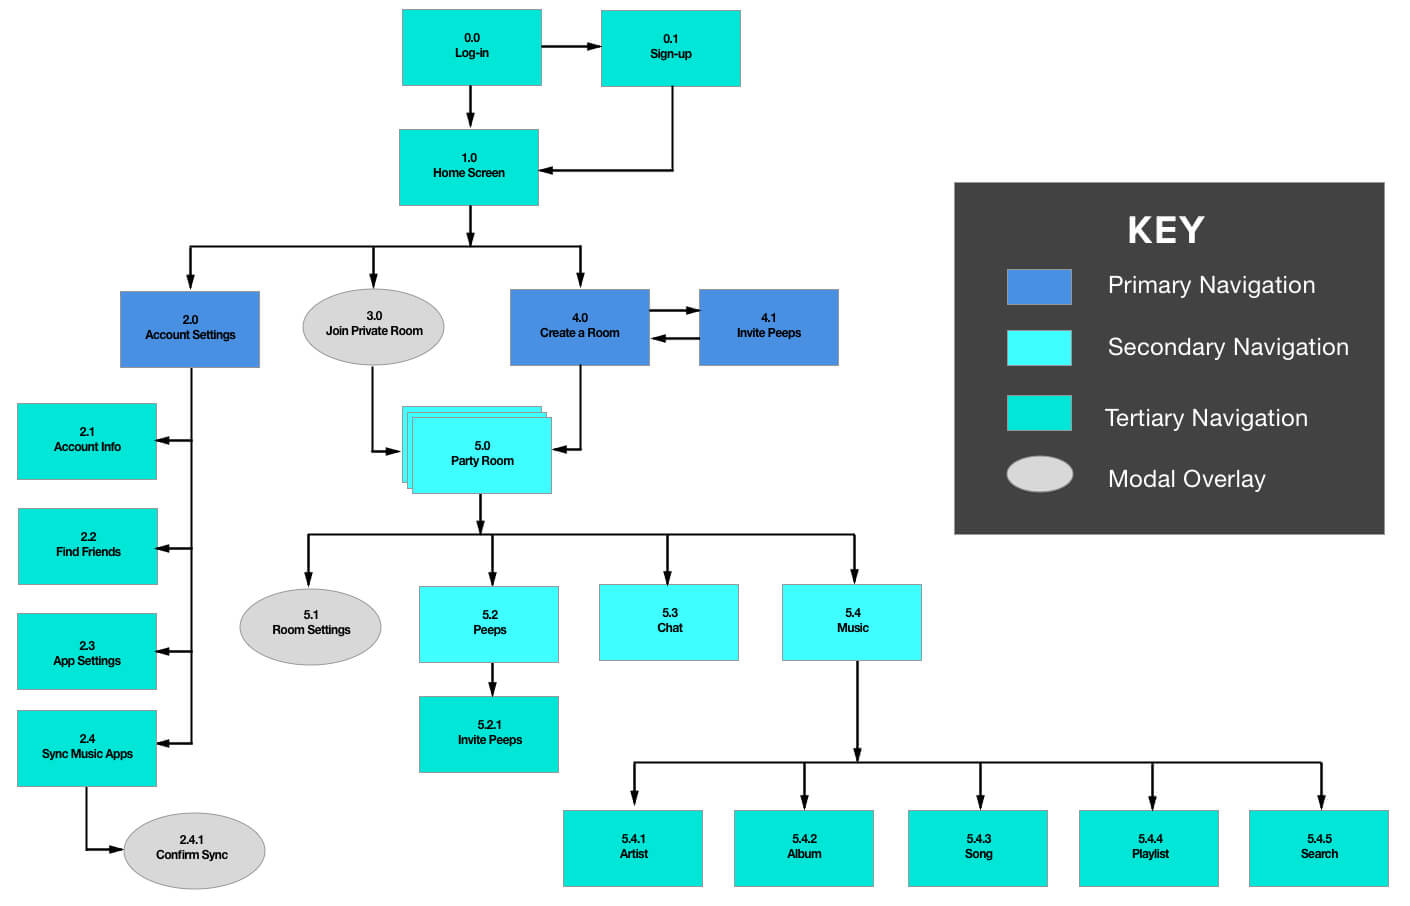 0.0
Log-in
0.1
Sign-up
1.0
Home Screen
KEY
Primary Navigation
Secondary Navigation
Tertiary Navigation
Modal Overlay
2.0
Account Settings
3.0
Join Private Room
4.0
Create a Room
4.1
Invite Peeps
2.1
Account Info
2.2
Find Friends
2.3
App Settings
2.4
Sync Music Apps
2.4.1
Confirm Sync
5.0
Party Room
5.1
Room Settings
5.2
Peeps
5.3
Chat
5.4
Music
5.2.1
Invite Peeps
5.4.1
Artist
5.4.2
Album
5.4.3
Song
5.4.4
Playlist
5.4.5
Search